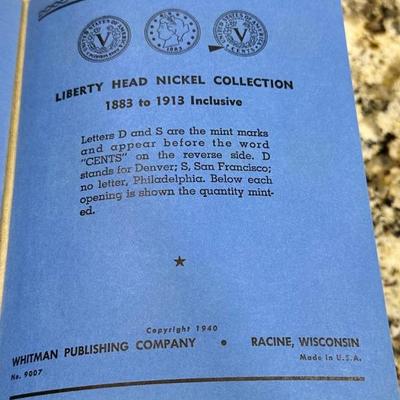 LIBERTY HEAD NICKEL COLLECTION
1883 to 1913 Inclusive
Letters D and S are the mint marks
and appear before the word
"CENTS" on the reverse side. D
stands for Denver; S, San Francisco;
no letter, Philadelphia. Below each
opening is shown the quantity mint-
ed.
Copyright 1940
WHITMAN PUBLISHING COMPANY • RACINE, WISCONSIN
No. 9007 Made in U.S.A.